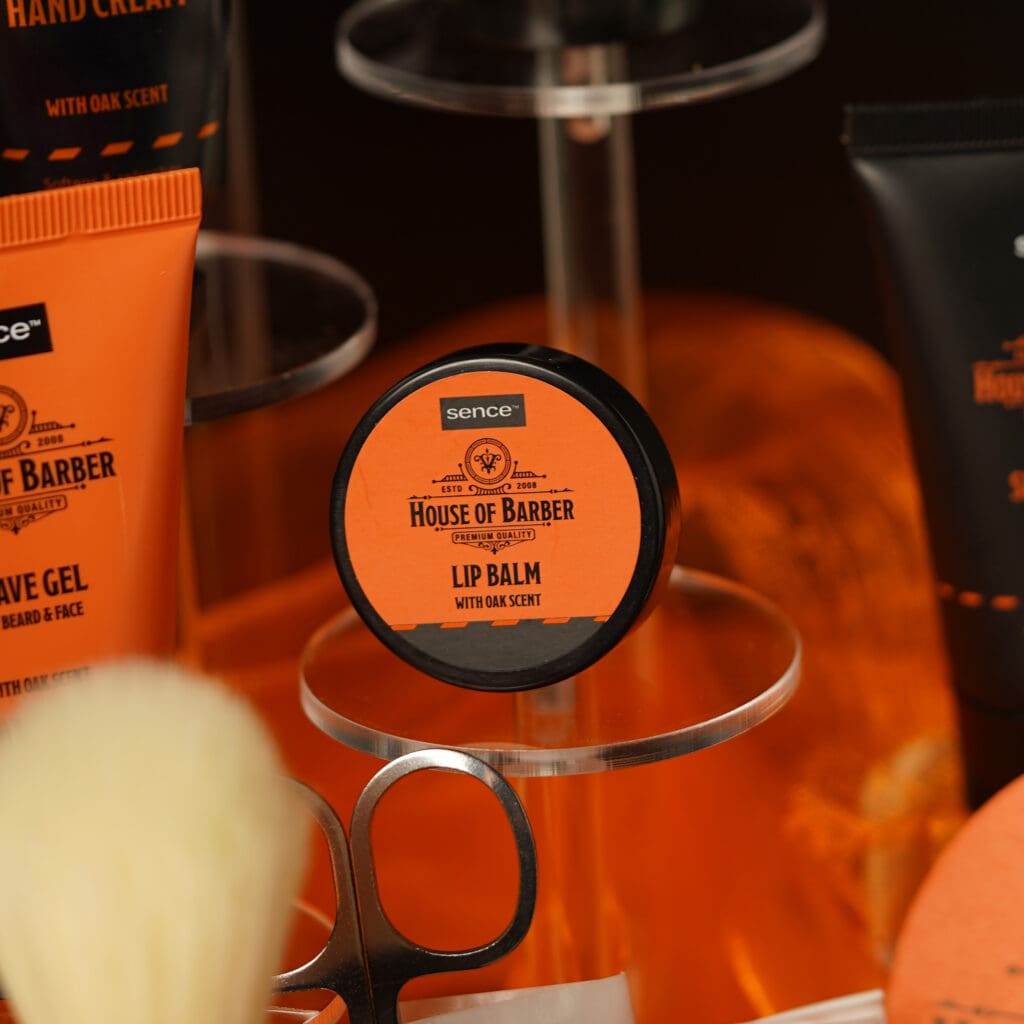 HAND CREAM
WITH OAK SCENT
ce™
2008
OF BARBER
PREMIUM QUALITY
AVE GEL
BEARD & FACE
WITH OAK SCENT
sence™
ESTD 2008
HOUSE OF BARBER
PREMIUM QUALITY
LIP BALM
WITH OAK SCENT